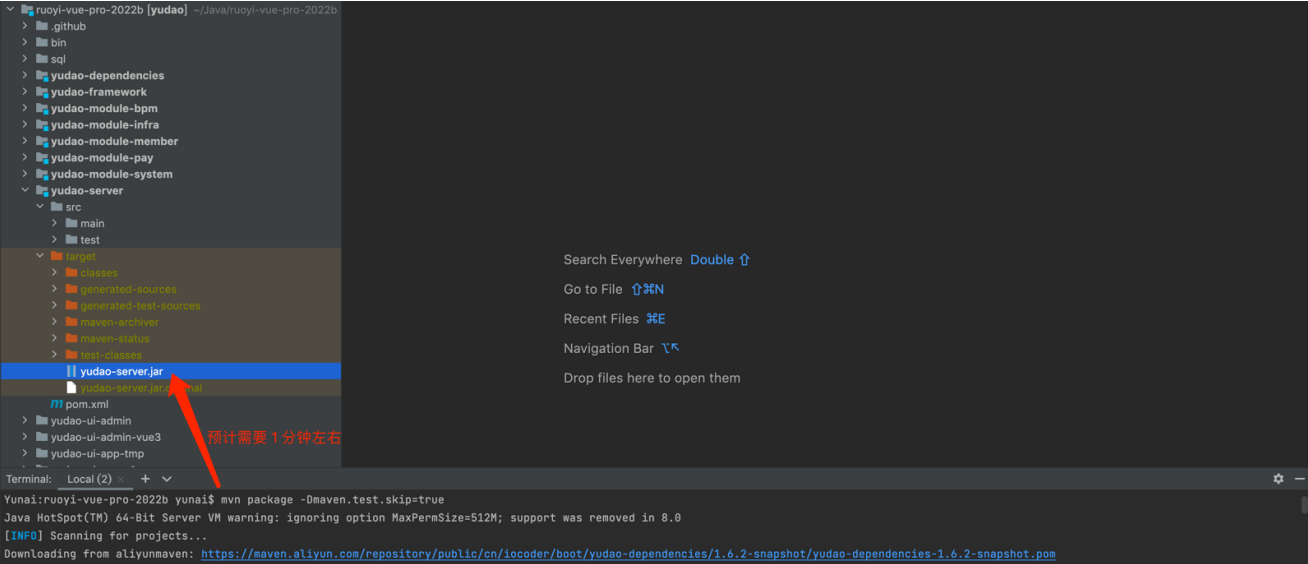 ruoyi-vue-pro-2022b [yudao] ~/Java/ruoyi-vue-pro-2022b
.github
bin
sql
yudao-dependencies
yudao-framework
yudao-module-bpm
yudao-module-infra
yudao-module-member
yudao-module-pay
yudao-module-system
yudao-server
src
main
test
target
classes
generated-sources
generated-test-sources
maven-archiver
maven-status
test-classes
yudao-server.jar
yudao-server.jar
pom.xml
yudao-ui-admin
yudao-ui-admin-vue3
yudao-ui-app-tmp
预计需要 1 分钟左右
Search Everywhere Double ⇧
Go to File ⇧⌘N
Recent Files ⌘E
Navigation Bar ⌥↖
Drop files here to open them
Terminal: Local (2) × +
Yunai:ruoyi-vue-pro-2022b yunai$ mvn package -Dmaven.test.skip=true
Java HotSpot(TM) 64-Bit Server VM warning: ignoring option MaxPermSize=512M; support was removed in 8.0
[INFO] Scanning for projects...
Downloading from aliyunmaven: https://maven.aliyun.com/repository/public/cn/iocoder/boot/yudao-dependencies/1.6.2-snapshot/yudao-dependencies-1.6.2-snapshot.pom